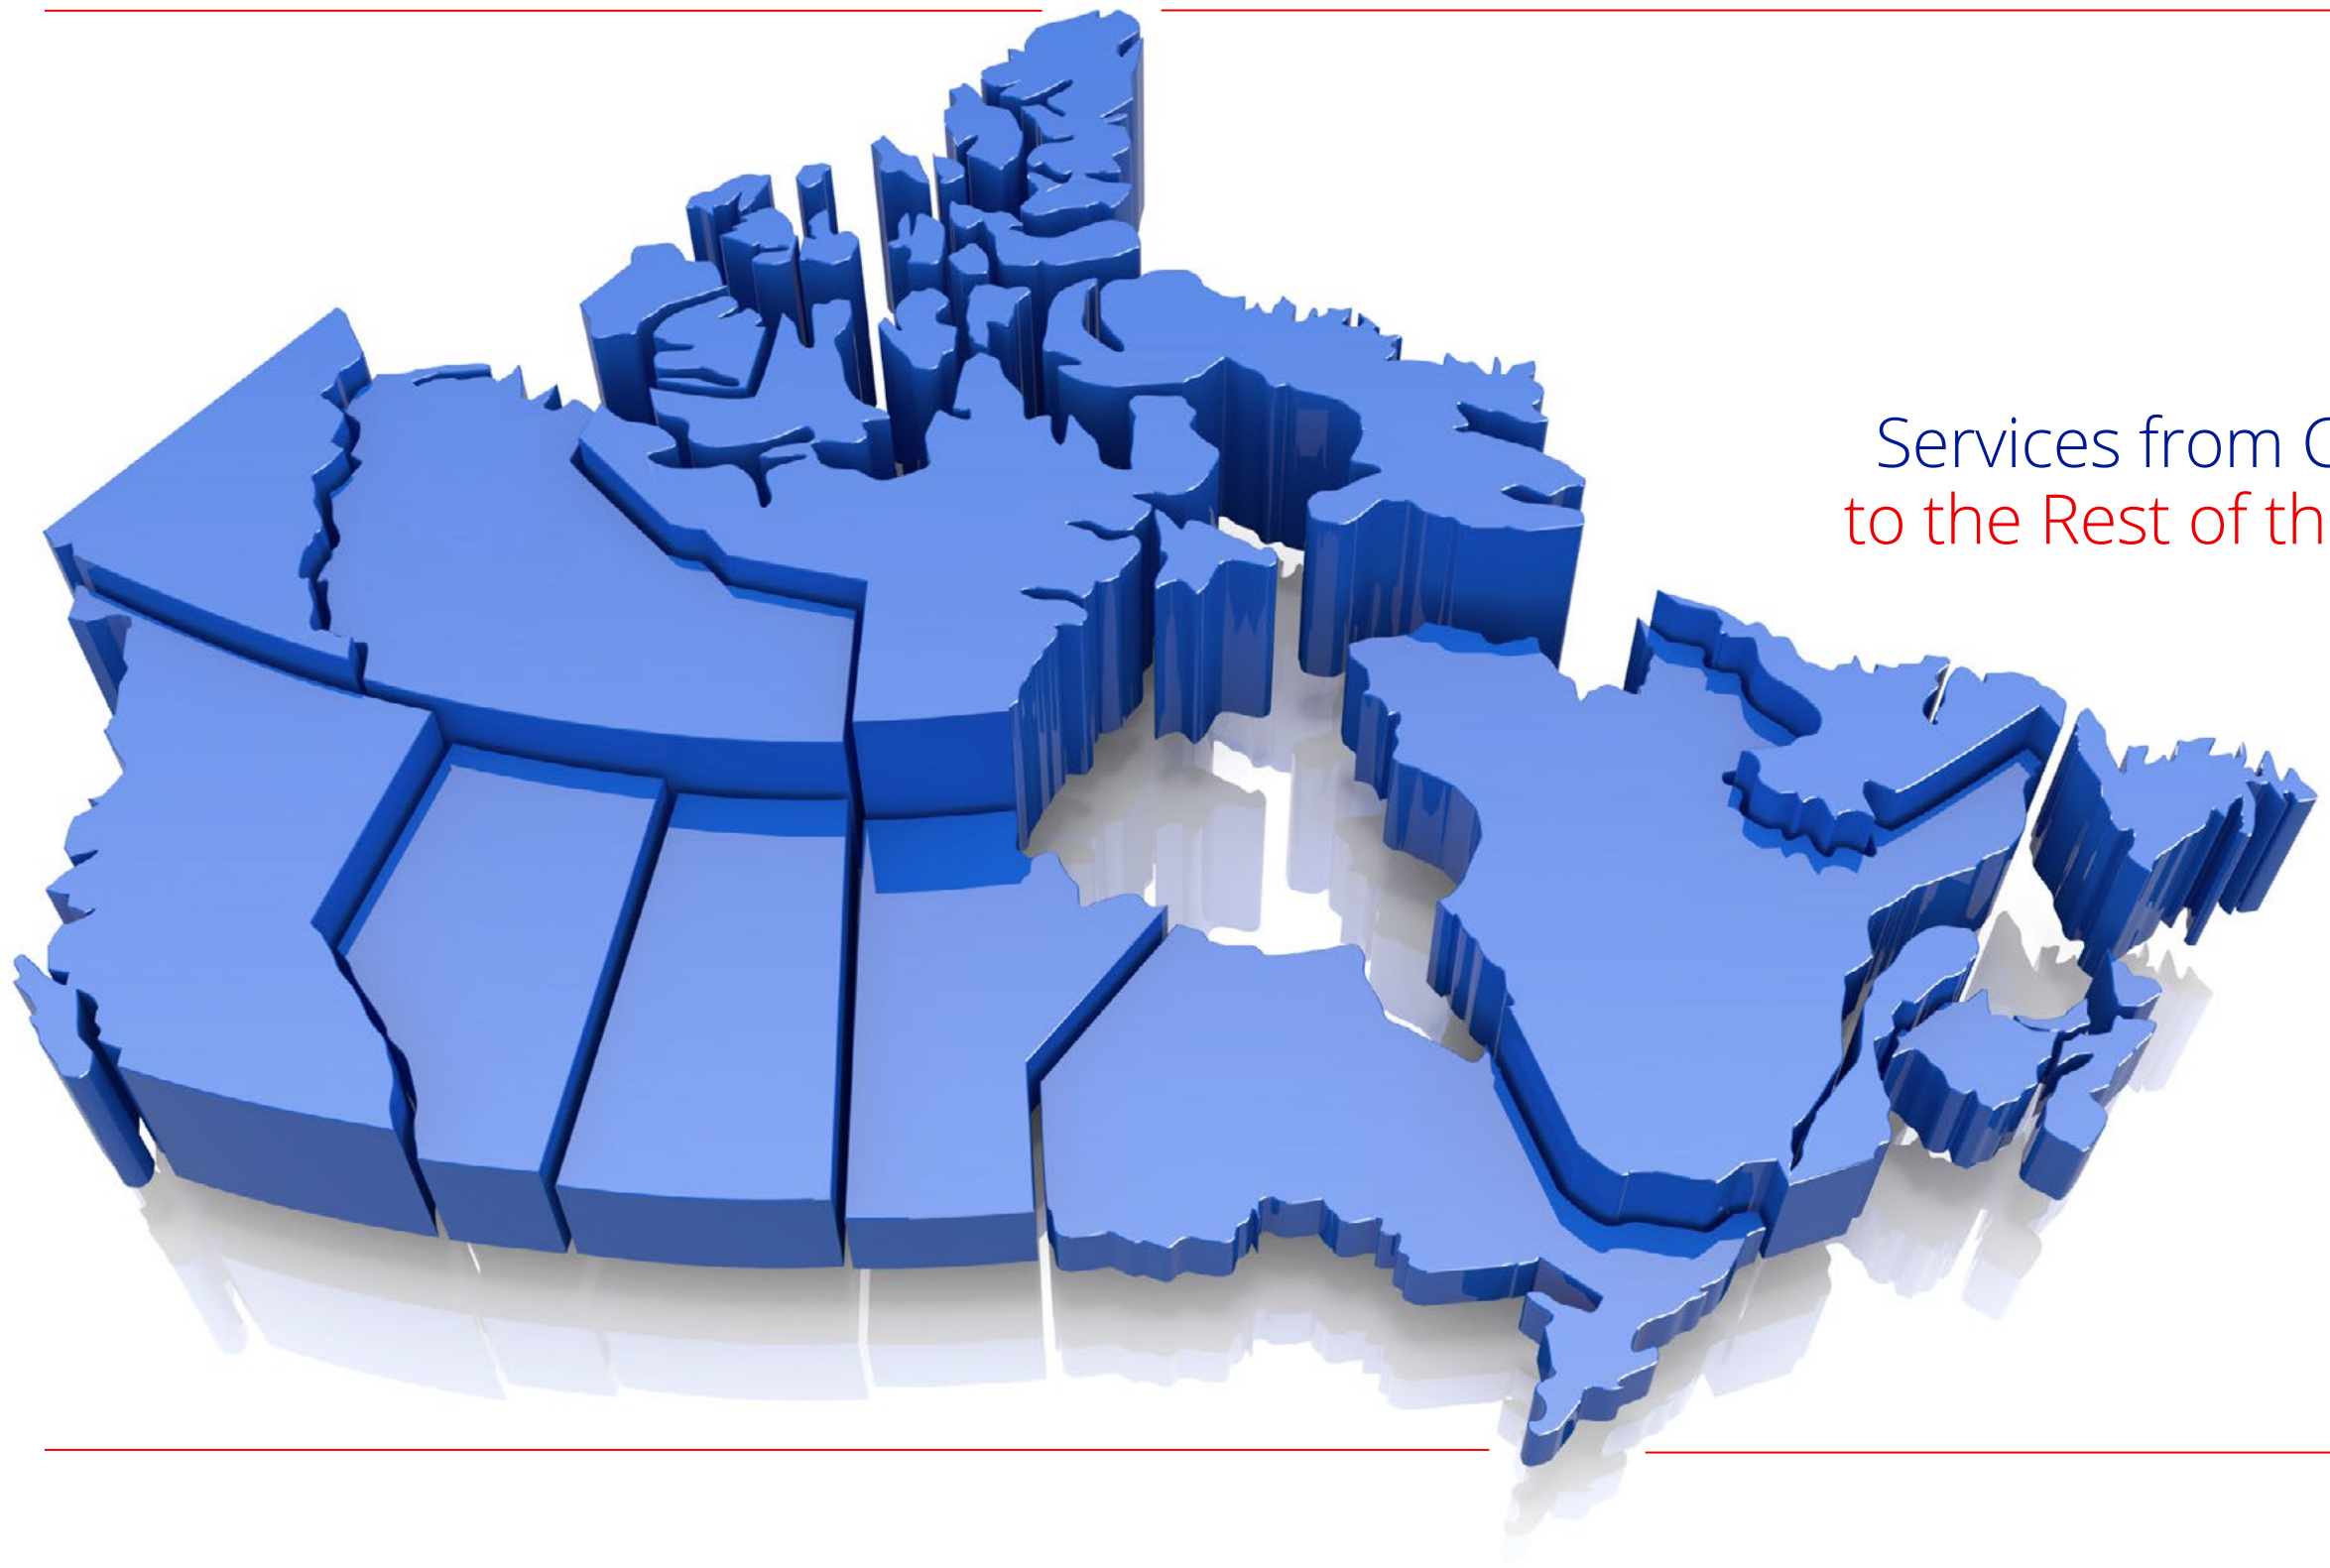 Services from C
to the Rest of th